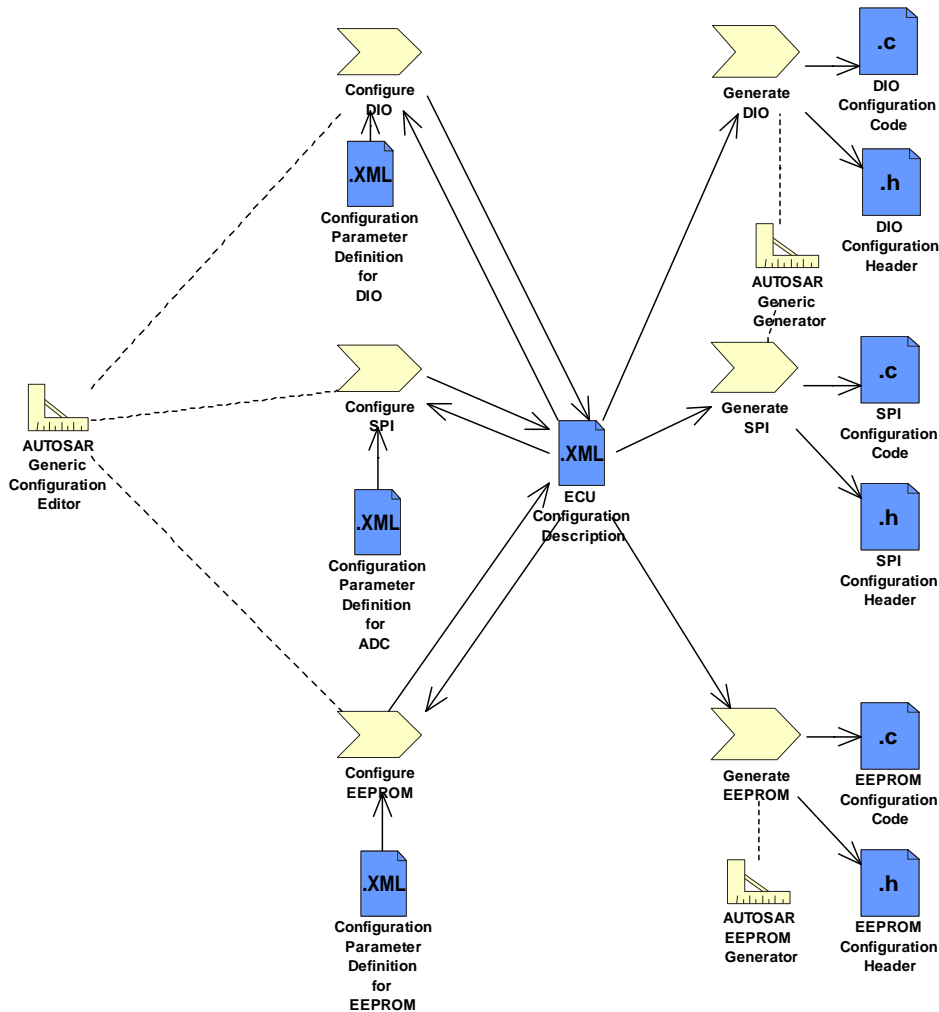 Configure
DIO
.XML
Configuration
Parameter
Definition
for
DIO
AUTOSAR
Generic
Configuration
Editor
Configure
SPI
.XML
Configuration
Parameter
Definition
for
ADC
Configure
EEPROM
.XML
Configuration
Parameter
Definition
for
EEPROM
.XML
ECU
Configuration
Description
Generate
DIO
.c
DIO
Configuration
Code
.h
DIO
Configuration
Header
AUTOSAR
Generic
Generator
Generate
SPI
.c
SPI
Configuration
Code
.h
SPI
Configuration
Header
Generate
EEPROM
.c
EEPROM
Configuration
Code
AUTOSAR
EEPROM
Generator
.h
EEPROM
Configuration
Header